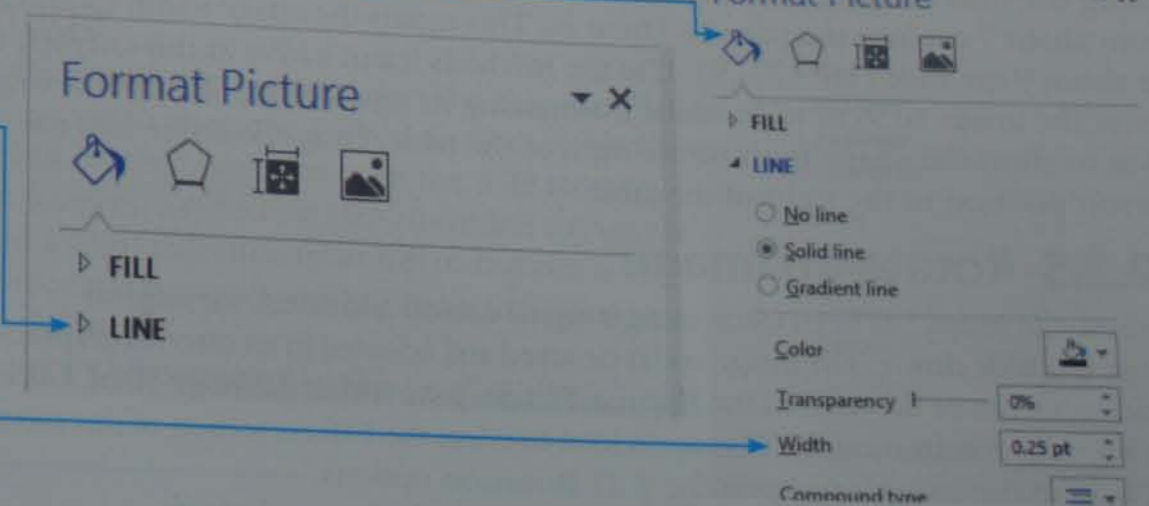 Format Picture
FILL
LINE
Format Picture
FILL
LINE
No line
Solid line
Gradient line
Color
Transparency 0%
Width 0.25 pt
Compound type